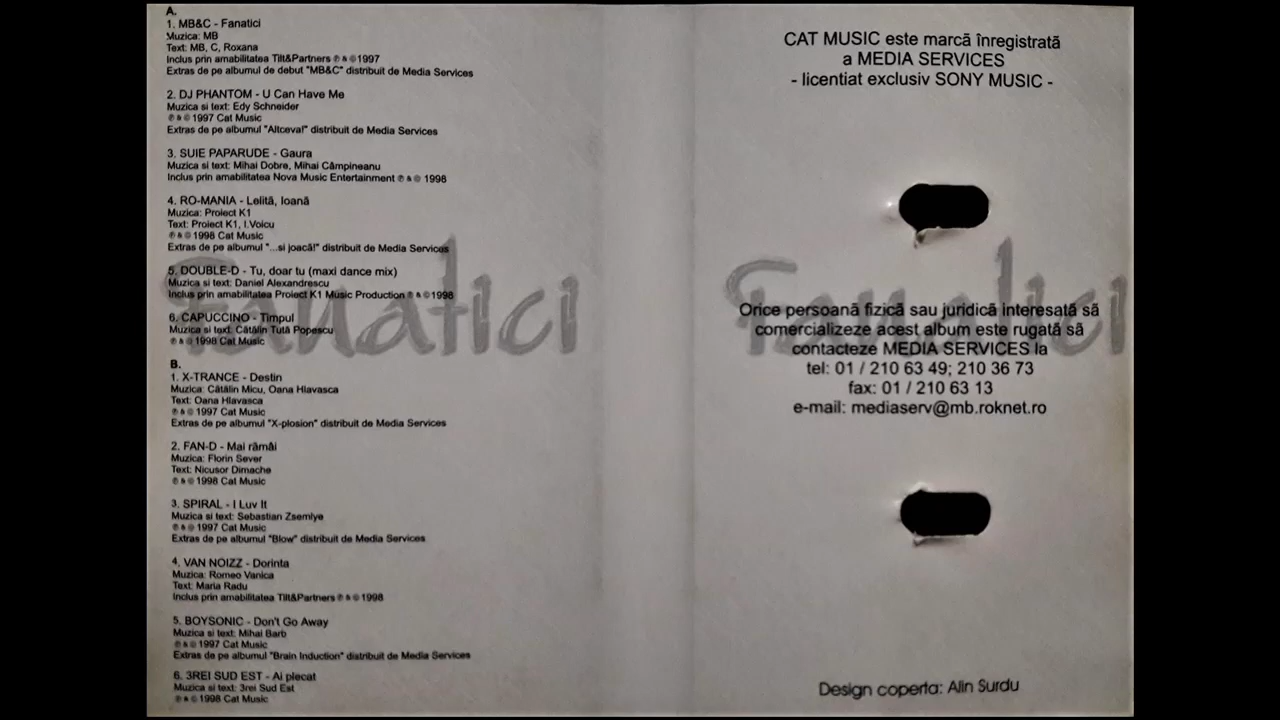 A.
1. MB&C - Fanatici
Muzica: MB
Text: MB, C, Roxana
Inclus prin amabilitatea Tilt&Partners ℗ & © 1997
Extras de pe albumul de debut "MB&C" distribuit de Media Services
2. DJ PHANTOM - U Can Have Me
Muzica si text: Edy Schneider
℗ & © 1997 Cat Music
Extras de pe albumul "Altceva!" distribuit de Media Services
3. SUIE PAPARUDE - Gaura
Muzica si text: Mihai Dobre, Mihai Câmpineanu
Inclus prin amabilitatea Nova Music Entertainment ℗ & © 1998
4. RO-MANIA - Lelită, Ioană
Muzica: Proiect K1
Text: Proiect K1, I.Voicu
℗ & © 1998 Cat Music
Extras de pe albumul "...si joacă!" distribuit de Media Services
5. DOUBLE-D - Tu, doar tu (maxi dance mix)
Muzica si text: Daniel Alexandrescu
Inclus prin amabilitatea Proiect K1 Music Production ℗ & © 1998
6. CAPUCCINO - Timpul
Muzica si text: Cătălin Tută Popescu
℗ & © 1998 Cat Music
Fanatici
B.
1. X-TRANCE - Destin
Muzica: Cătălin Micu, Oana Hlavasca
Text: Oana Hlavasca
℗ & © 1997 Cat Music
Extras de pe albumul "X-plosion" distribuit de Media Services
2. FAN-D - Mai rămâi
Muzica: Florin Sever
Text: Nicusor Dimache
℗ & © 1998 Cat Music
3. SPIRAL - I Luv It
Muzica si text: Sebastian Zsemlye
℗ & © 1997 Cat Music
Extras de pe albumul "Blow" distribuit de Media Services
4. VAN NOIZZ - Dorinta
Muzica: Romeo Vanica
Text: Maria Radu
Inclus prin amabilitatea Tilt&Partners ℗ & © 1998
5. BOYSONIC - Don't Go Away
Muzica si text: Mihai Barb
℗ & © 1997 Cat Music
Extras de pe albumul "Brain Induction" distribuit de Media Services
6. 3REI SUD EST - Ai plecat
Muzica si text: 3rei Sud Est
℗ & © 1998 Cat Music
CAT MUSIC este marcă înregistrată
a MEDIA SERVICES
- licentiat exclusiv SONY MUSIC -
Fanatici
Orice persoană fizică sau juridică interesată să
comercializeze acest album este rugată să
contacteze MEDIA SERVICES la
tel: 01 / 210 63 49; 210 36 73
fax: 01 / 210 63 13
e-mail: mediaserv@mb.roknet.ro
Design coperta: Alin Surdu